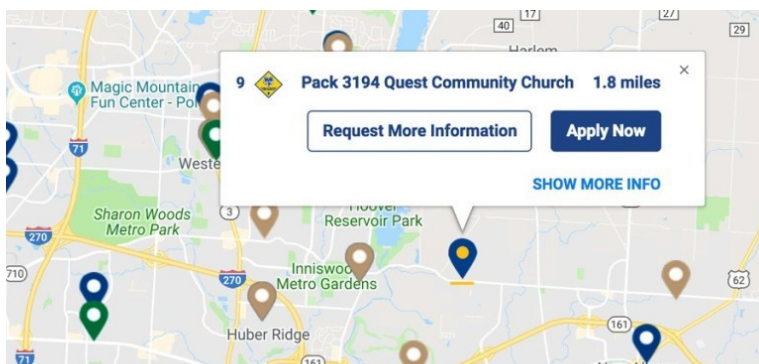 17
40
29
Harlem
Magic Mountain
Fun Center - Pol
9 Pack 3194 Quest Community Church 1.8 miles ×
Request More Information Apply Now
SHOW MORE INFO
71
Weste
Hoover
Reservoir Park
Sharon Woods
Metro Park
3
270
710
270
Inniswoo
Metro Gardens
62
Huber Ridge
161
71
161